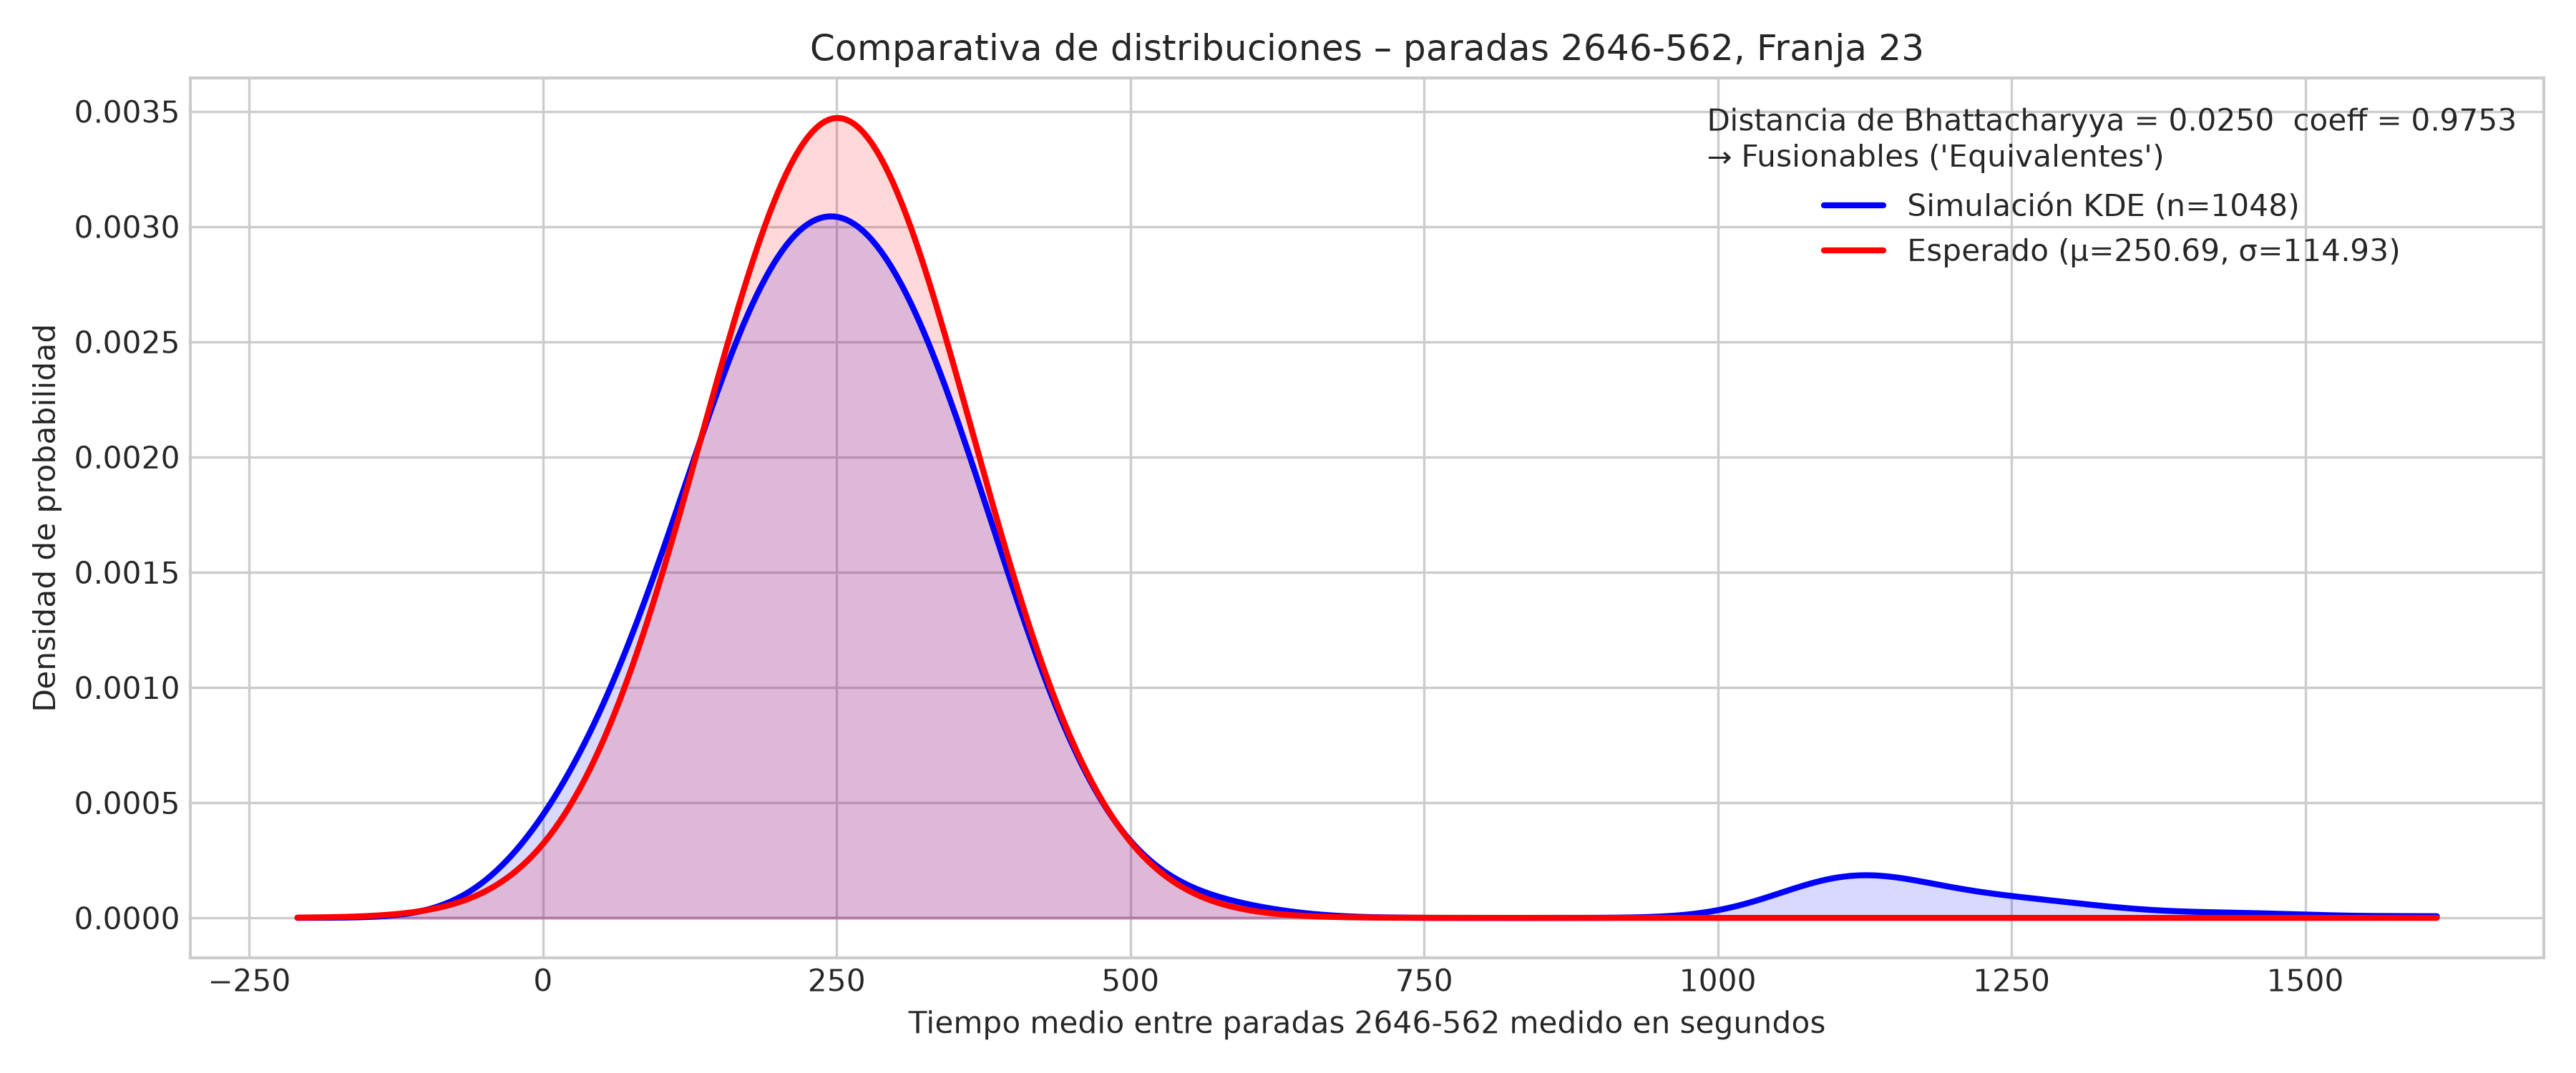 Comparativa de distribuciones – paradas 2646-562, Franja 23
Distancia de Bhattacharyya = 0.0250  coeff = 0.9753
→ Fusionables ('Equivalentes')
Simulación KDE (n=1048)
Esperado (μ=250.69, σ=114.93)
Densidad de probabilidad
0.0035
0.0030
0.0025
0.0020
0.0015
0.0010
0.0005
0.0000
−250 0 250 500 750 1000 1250 1500
Tiempo medio entre paradas 2646-562 medido en segundos